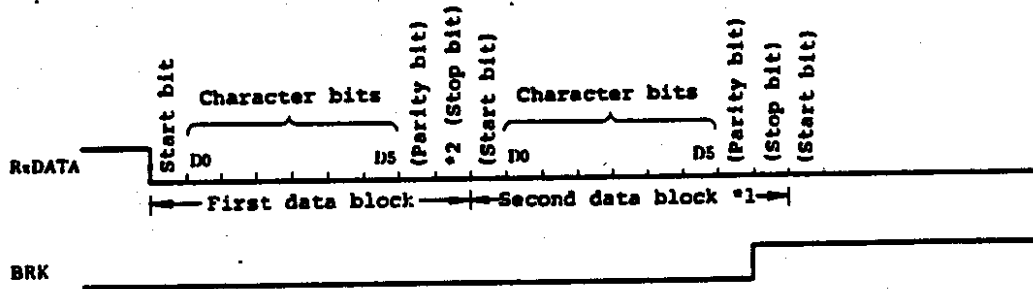 Start bit
Character bits
(Parity bit)
*2 (Stop bit)
(Start bit)
Character bits
(Parity bit)
(Stop bit)
(Start bit)
RxDATA
D0
D5
D0
D5
First data block
Second data block *1
BRK